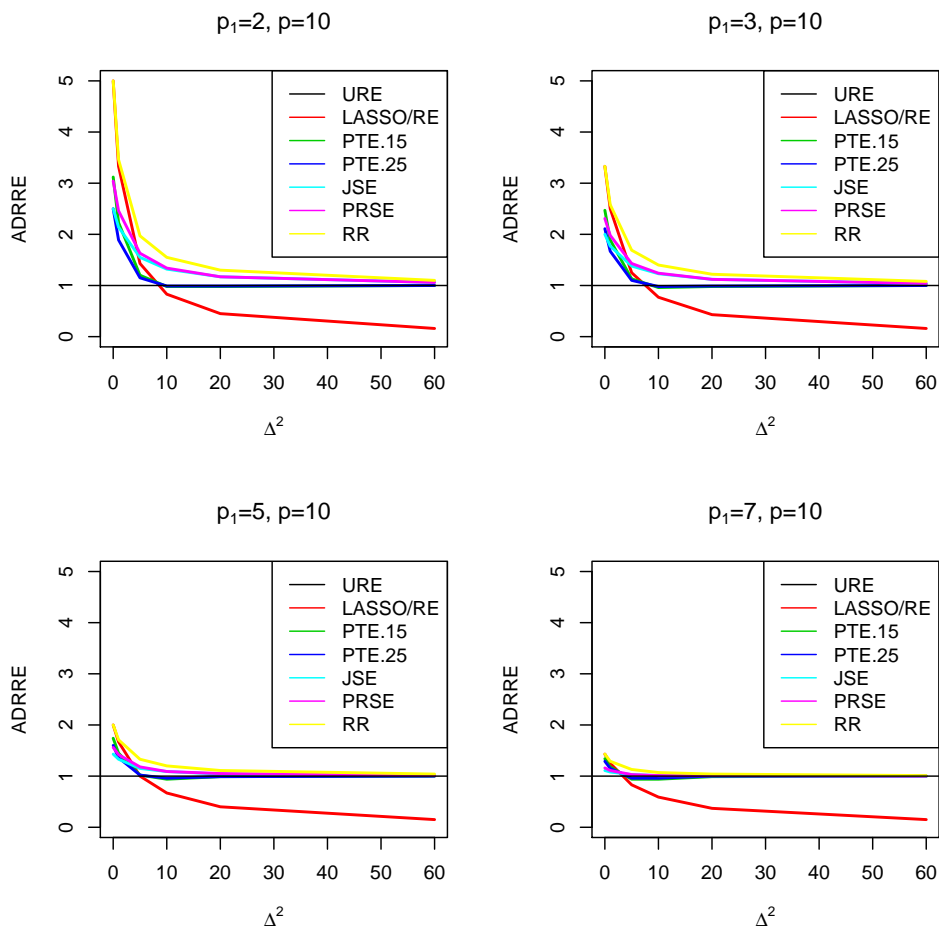 p₁=2, p=10
ADRRE
0 1 2 3 4 5
URE
LASSO/RE
PTE.15
PTE.25
JSE
PRSE
RR
0 10 20 30 40 50 60
Δ²
p₁=3, p=10
ADRRE
0 1 2 3 4 5
URE
LASSO/RE
PTE.15
PTE.25
JSE
PRSE
RR
0 10 20 30 40 50 60
Δ²
p₁=5, p=10
ADRRE
0 1 2 3 4 5
URE
LASSO/RE
PTE.15
PTE.25
JSE
PRSE
RR
0 10 20 30 40 50 60
Δ²
p₁=7, p=10
ADRRE
0 1 2 3 4 5
URE
LASSO/RE
PTE.15
PTE.25
JSE
PRSE
RR
0 10 20 30 40 50 60
Δ²